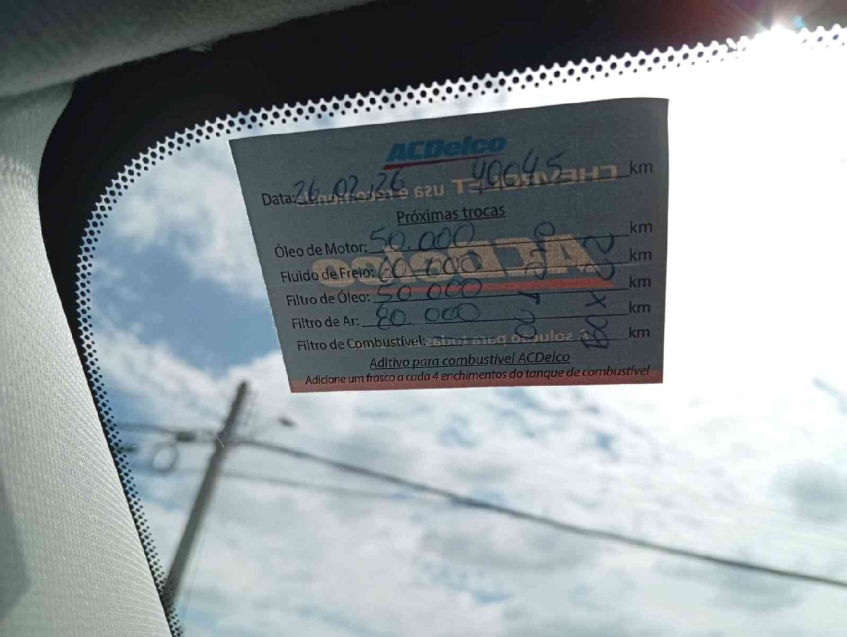 ACDelco
Data: 26.02.26 40645 km
Próximas trocas
Óleo de Motor: 50.000 km
Fluido de Freio: 60.000 km
Filtro de Óleo: 50 000 km
Filtro de Ar: 80.000 km
Filtro de Combustível: km
Aditivo para combustível ACDelco
Adicione um frasco a cada 4 enchimentos do tanque de combustível